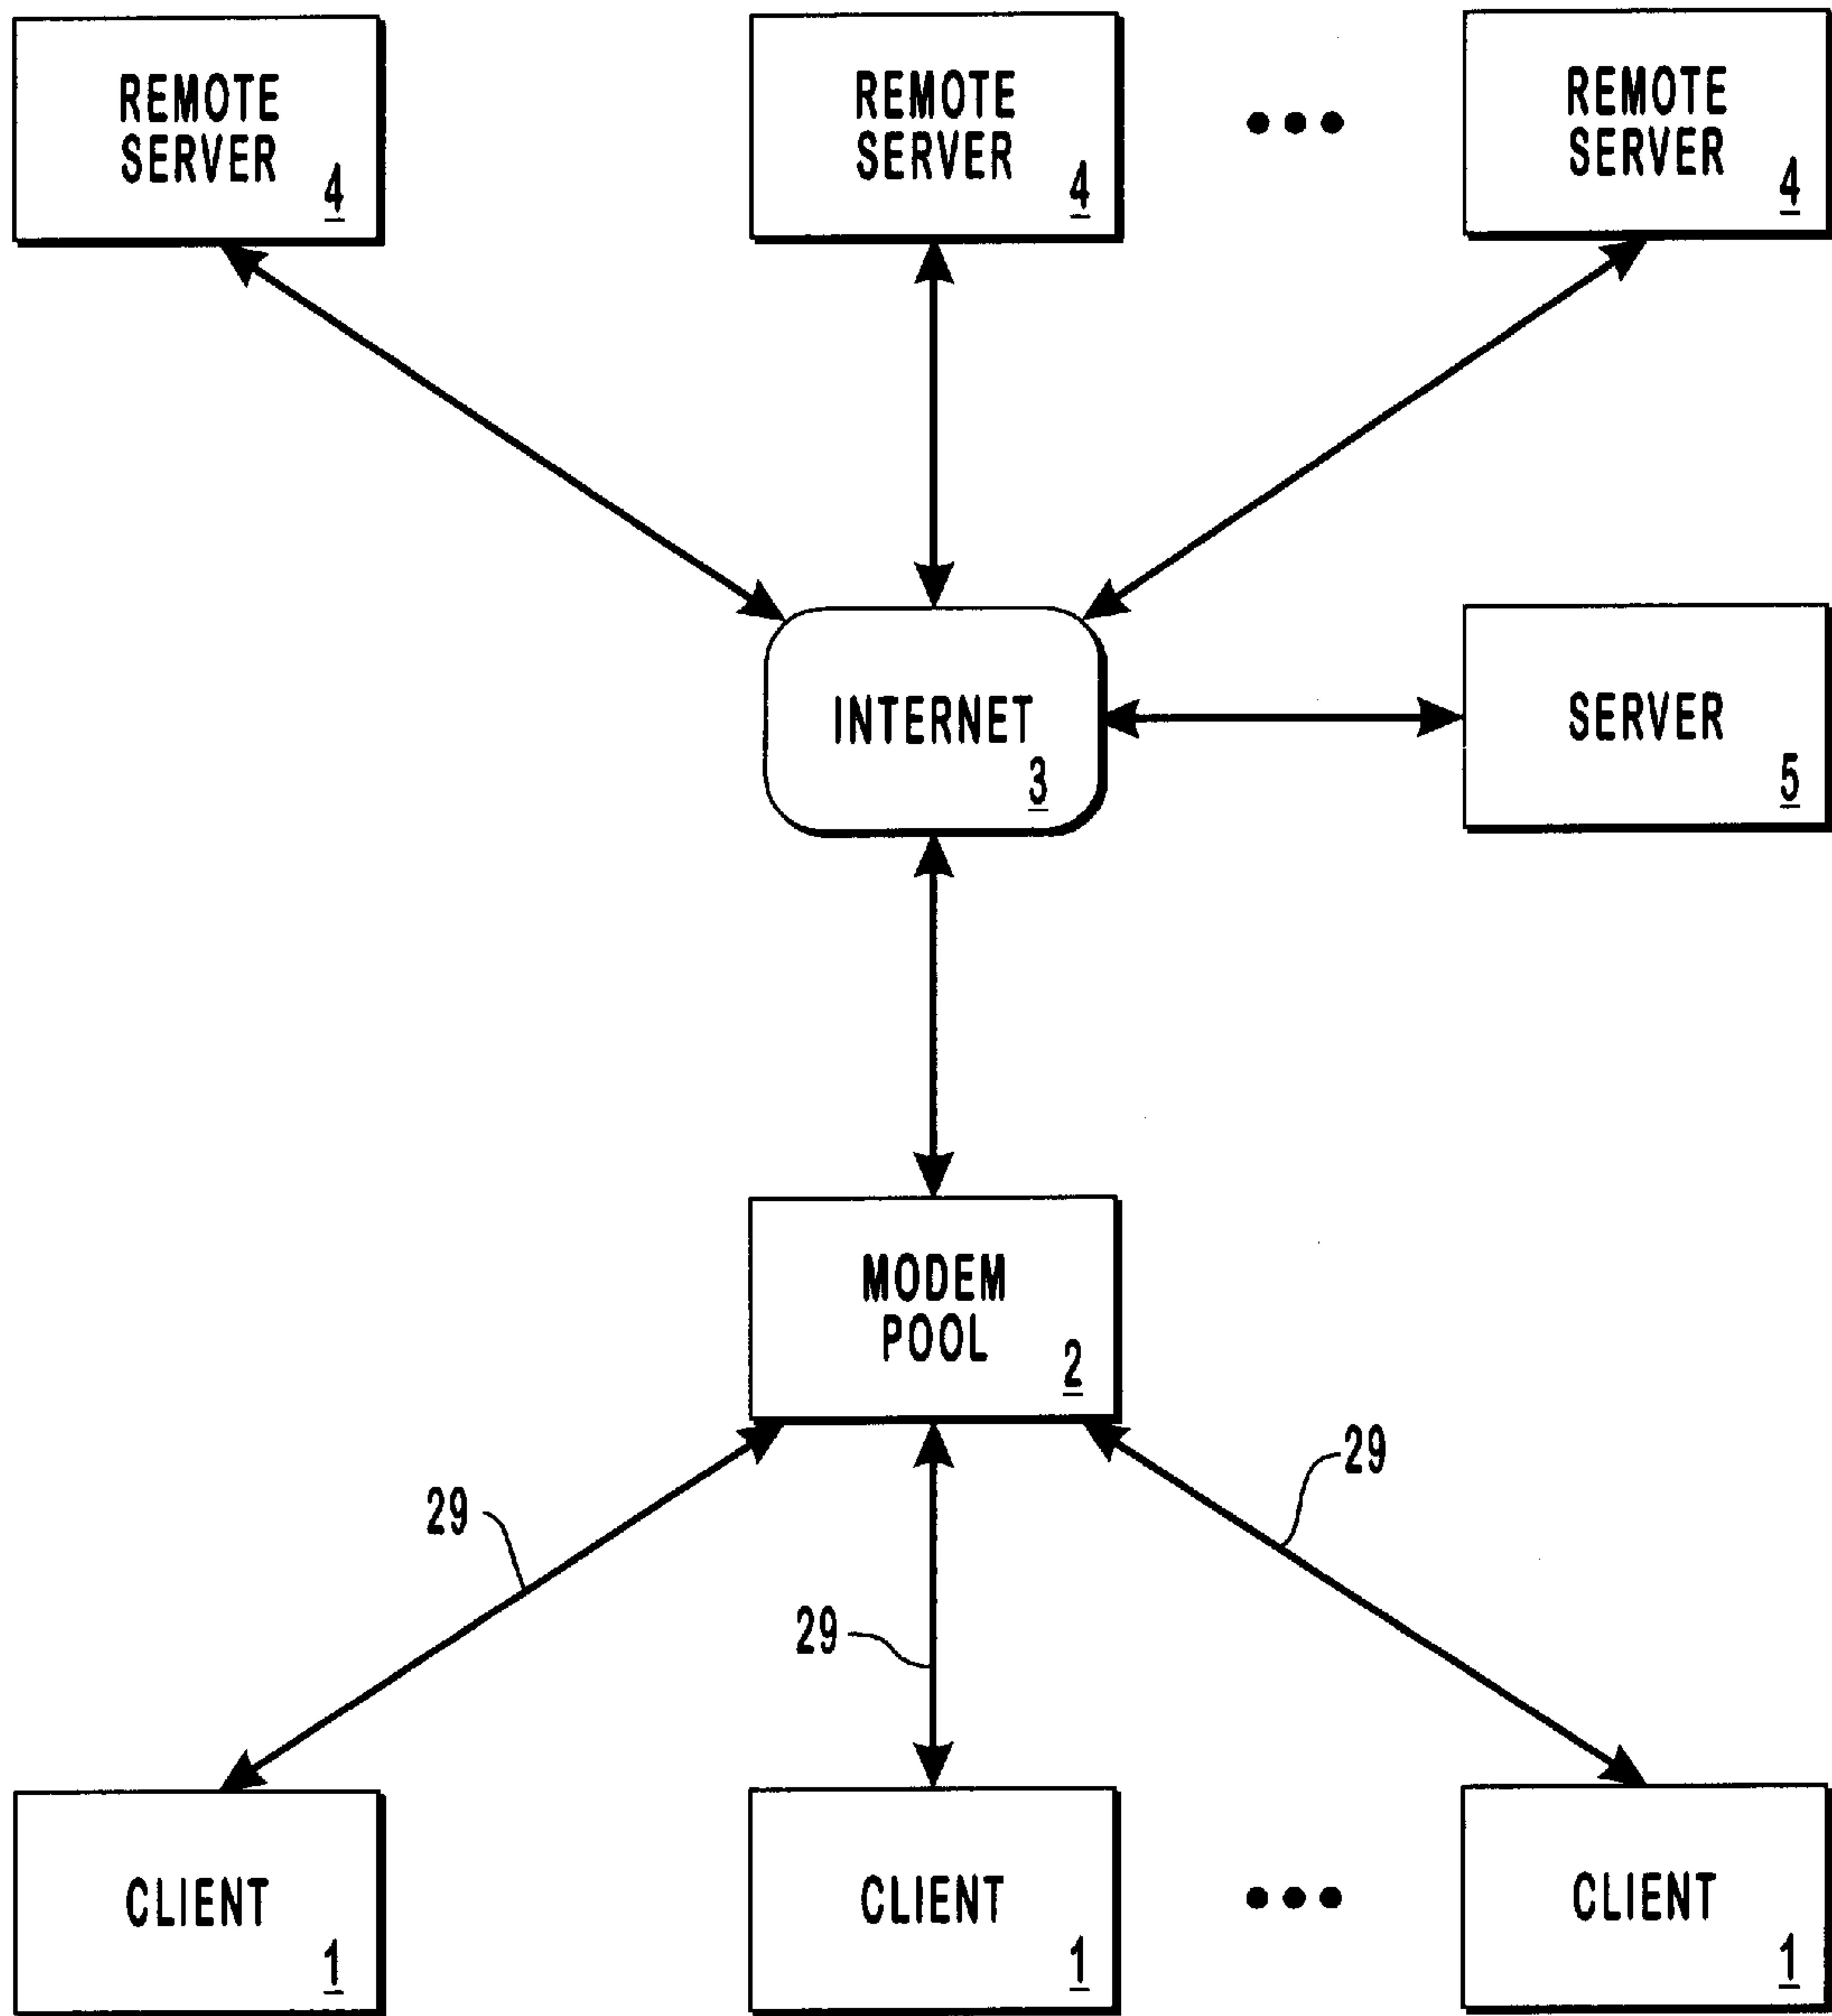 REMOTE
SERVER
4
REMOTE
SERVER
4
REMOTE
SERVER
4
INTERNET
3
SERVER
5
MODEM
POOL
2
29
29
29
CLIENT
1
CLIENT
1
CLIENT
1